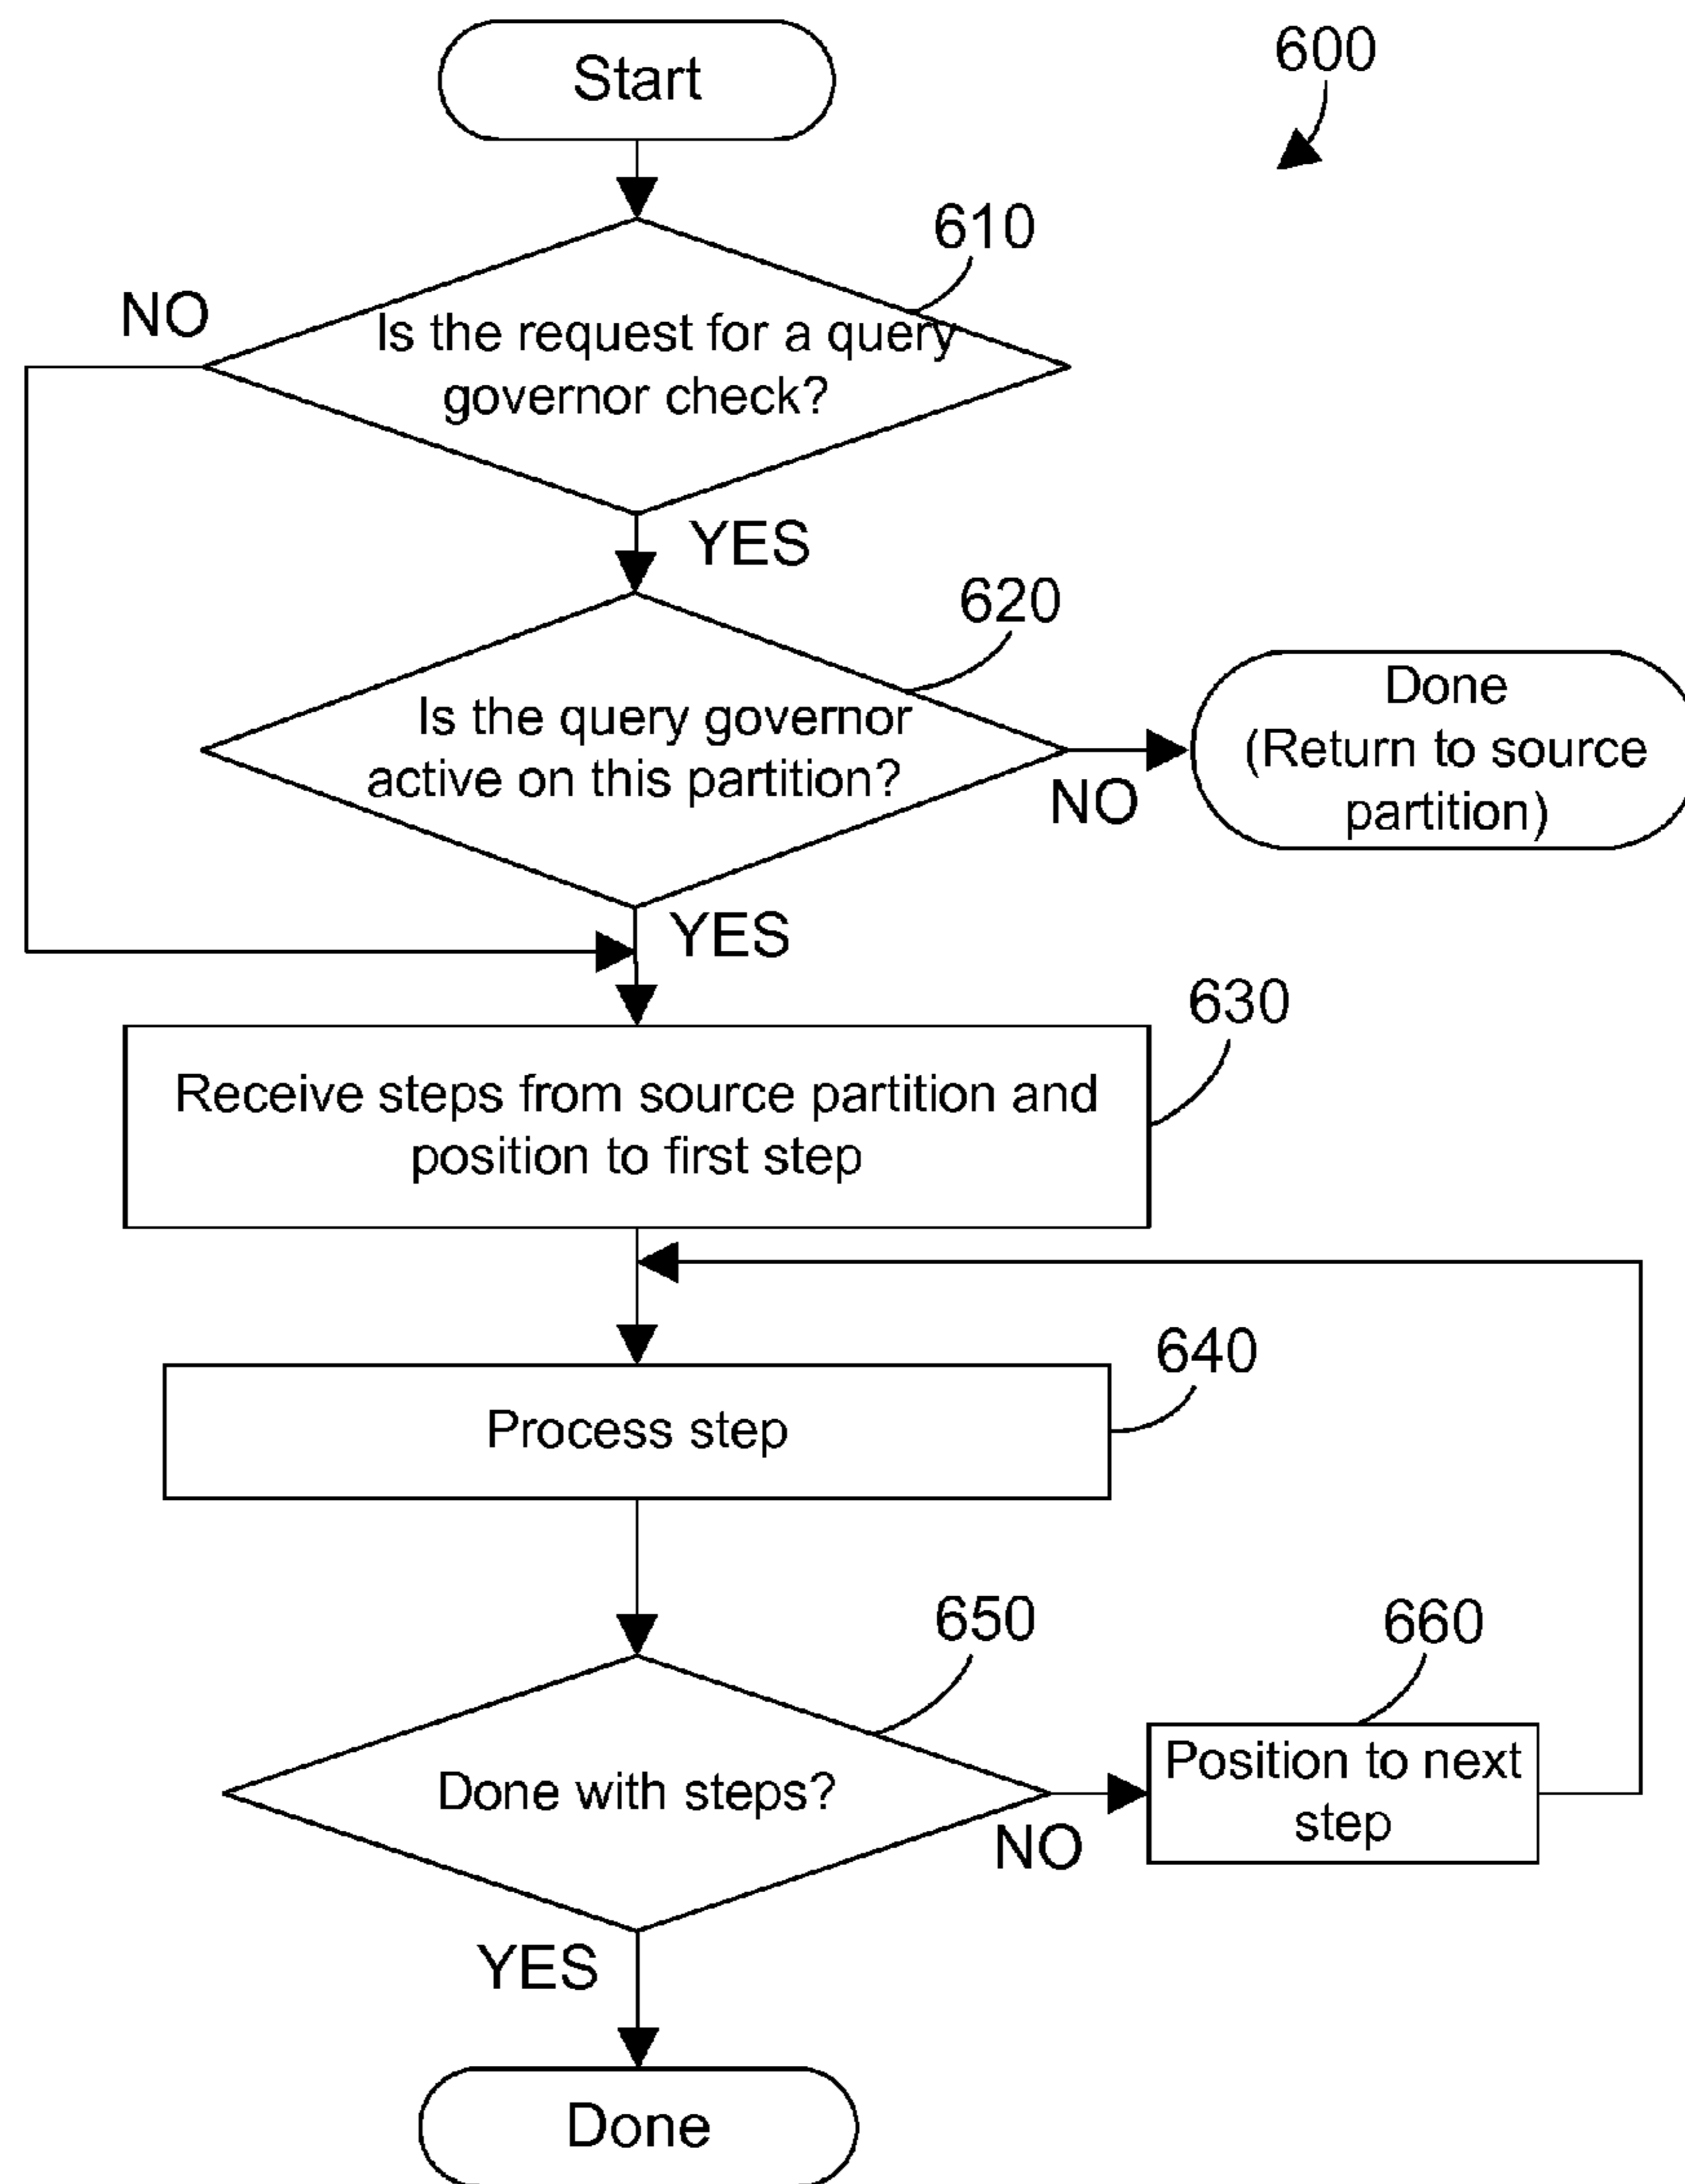 Start
600
610
NO
Is the request for a query
governor check?
YES
620
Is the query governor
active on this partition?
NO
Done
(Return to source
partition)
YES
630
Receive steps from source partition and
position to first step
640
Process step
650
660
Done with steps?
NO
Position to next
step
YES
Done